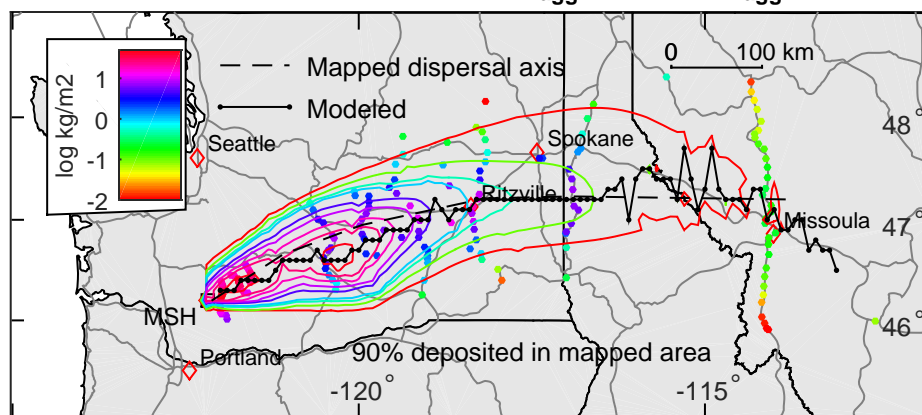 0 100 km
Mapped dispersal axis
Modeled
log kg/m2
1
0
-1
-2
Seattle
Spokane
48°
Ritzville
Missoula
47°
MSH
46°
Portland
90% deposited in mapped area
-120°
-115°